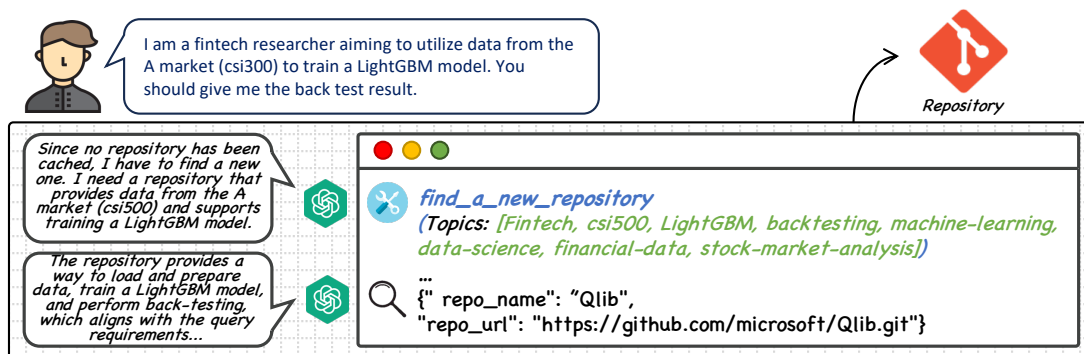 I am a fintech researcher aiming to utilize data from the
A market (csi300) to train a LightGBM model. You
should give me the back test result.
Repository
Since no repository has been
cached, I have to find a new
one. I need a repository that
provides data from the A
market (csi500) and supports
training a LightGBM model.
find_a_new_repository
(Topics: [Fintech, csi500, LightGBM, backtesting, machine-learning,
data-science, financial-data, stock-market-analysis])
The repository provides a
way to load and prepare
data, train a LightGBM model,
and perform back-testing,
which aligns with the query
requirements...
...
{" repo_name": "Qlib",
"repo_url": "https://github.com/microsoft/Qlib.git"}